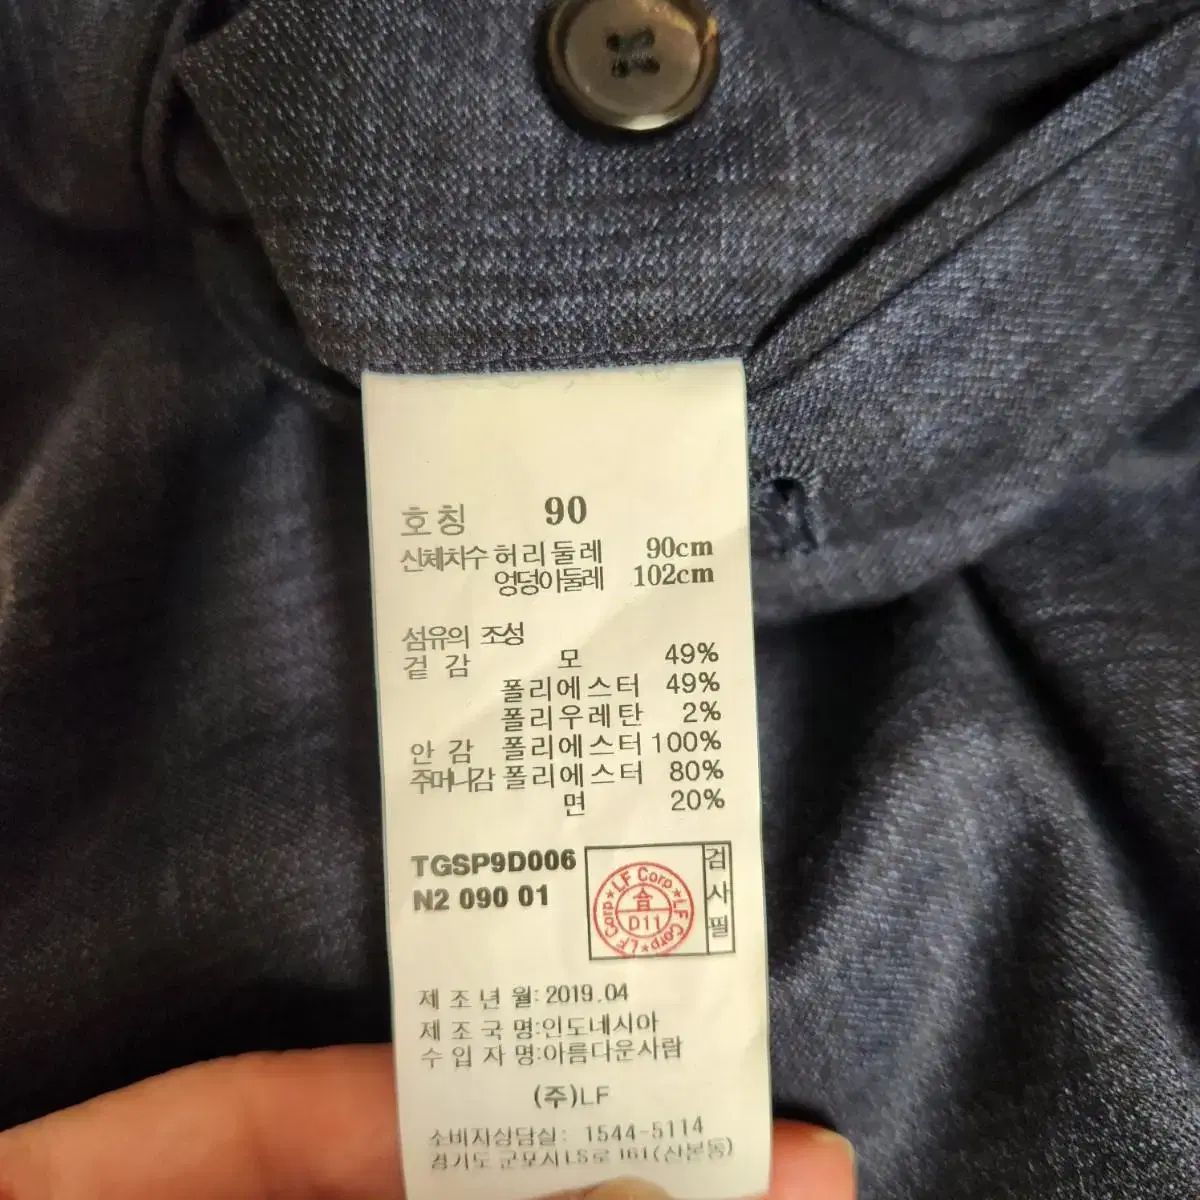 호칭 90
신체치수 허리둘레 90cm
엉덩이둘레 102cm
섬유의 조성
겉감 모 49%
폴리에스터 49%
폴리우레탄 2%
안감 폴리에스터 100%
주머니감 폴리에스터 80%
면 20%
TGSP9D006
N2 090 01
LF Corp ★ LF Corp ★ LF Corp ★
合
D11
검사필
제조년월: 2019.04
제조국명:인도네시아
수입자명:아름다운사람
(주)LF
소비자상담실: 1544-5114
경기도 군포시 LS로 161(산본동)